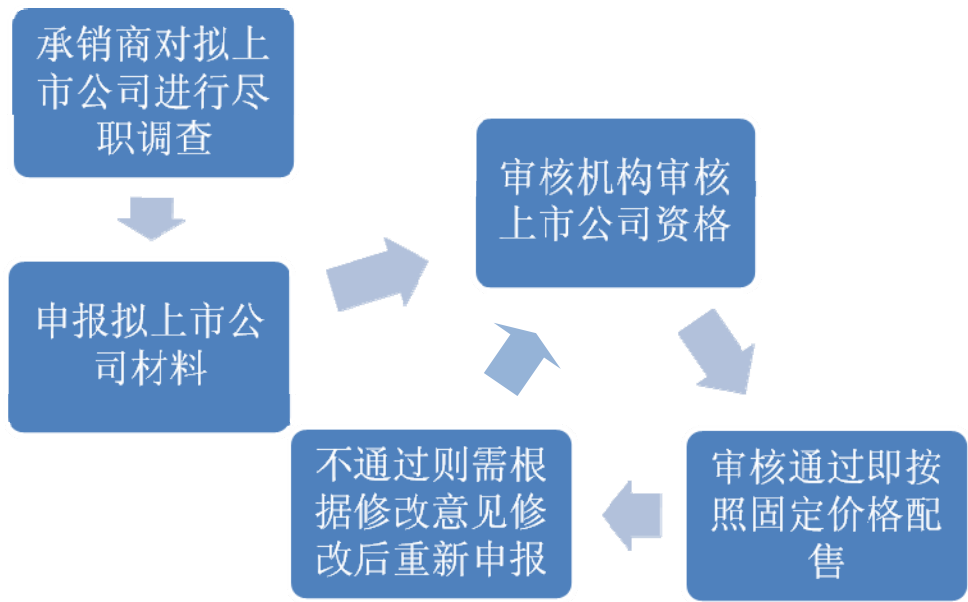 承销商对拟上
市公司进行尽
职调查
申报拟上市公
司材料
审核机构审核
上市公司资格
审核通过即按
照固定价格配
售
不通过则需根
据修改意见修
改后重新申报